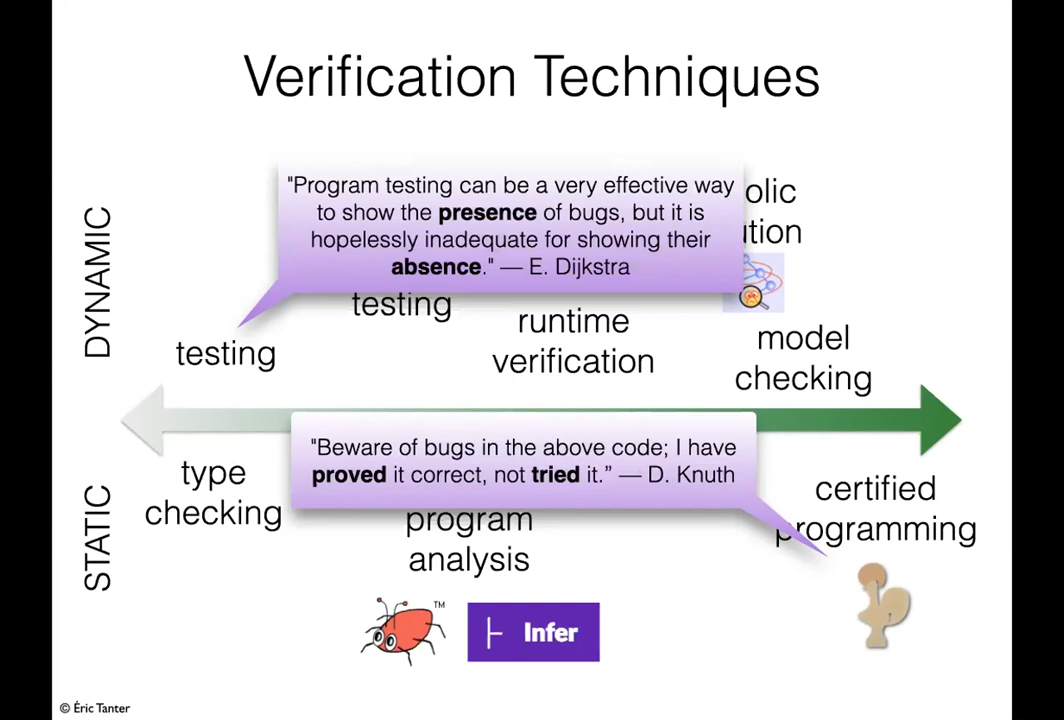 Verification Techniques
"Program testing can be a very effective way
to show the presence of bugs, but it is
hopelessly inadequate for showing their
absence." — E. Dijkstra
olic
ution
DYNAMIC
testing
testing
runtime
verification
model
checking
"Beware of bugs in the above code; I have
proved it correct, not tried it.” — D. Knuth
STATIC
type
checking
program
analysis
certified
programming
TM
Infer
© Éric Tanter